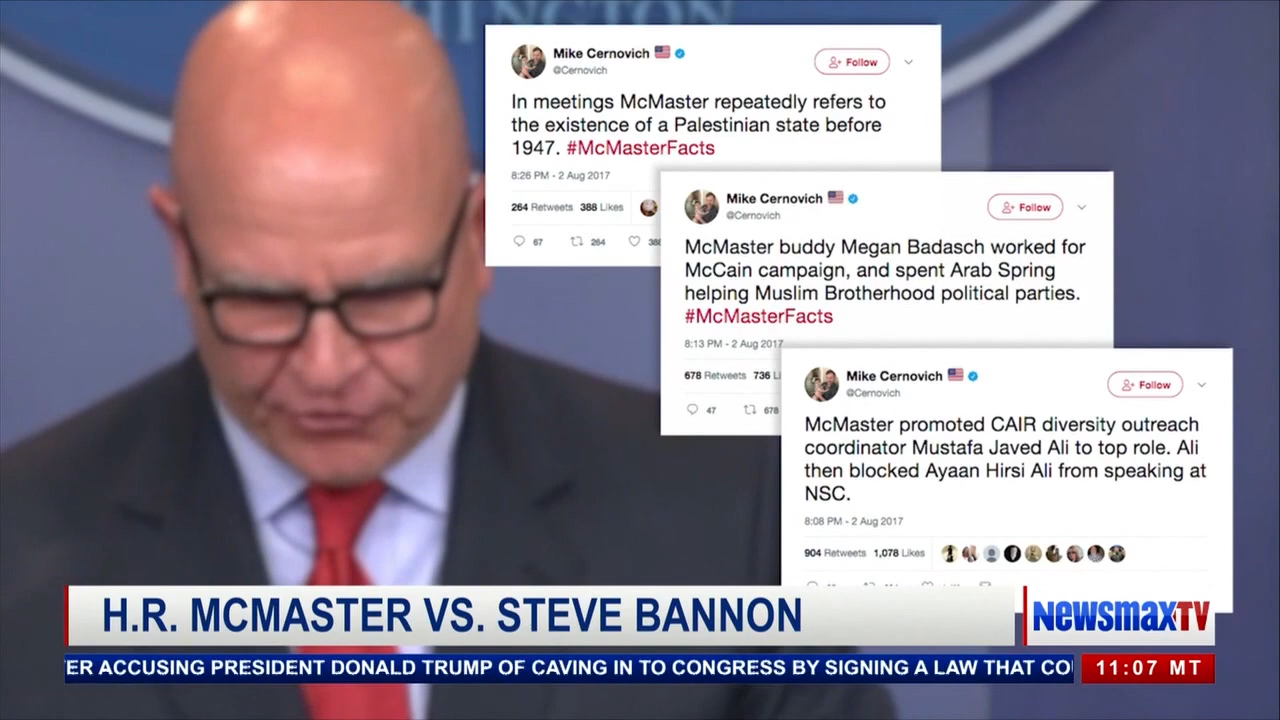 HINGTON
Mike Cernovich
@Cernovich
Follow
In meetings McMaster repeatedly refers to
the existence of a Palestinian state before
1947. #McMasterFacts
8:26 PM - 2 Aug 2017
264 Retweets 388 Likes
67 264 388
Mike Cernovich
@Cernovich
Follow
McMaster buddy Megan Badasch worked for
McCain campaign, and spent Arab Spring
helping Muslim Brotherhood political parties.
#McMasterFacts
8:13 PM - 2 Aug 2017
678 Retweets 736 Li
47 678
Mike Cernovich
@Cernovich
Follow
McMaster promoted CAIR diversity outreach
coordinator Mustafa Javed Ali to top role. Ali
then blocked Ayaan Hirsi Ali from speaking at
NSC.
8:08 PM - 2 Aug 2017
904 Retweets 1,078 Likes
H.R. MCMASTER VS. STEVE BANNON
NEWSMAXTV
ER ACCUSING PRESIDENT DONALD TRUMP OF CAVING IN TO CONGRESS BY SIGNING A LAW THAT CO
11:07 MT